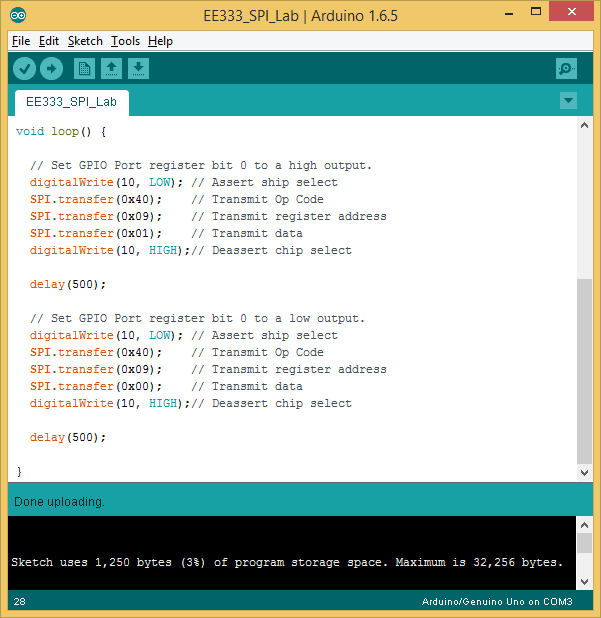 EE333_SPI_Lab | Arduino 1.6.5
File Edit Sketch Tools Help
EE333_SPI_Lab
void loop() {
// Set GPIO Port register bit 0 to a high output.
digitalWrite(10, LOW); // Assert ship select
SPI.transfer(0x40); // Transmit Op Code
SPI.transfer(0x09); // Transmit register address
SPI.transfer(0x01); // Transmit data
digitalWrite(10, HIGH);// Deassert chip select
delay(500);
// Set GPIO Port register bit 0 to a low output.
digitalWrite(10, LOW); // Assert ship select
SPI.transfer(0x40); // Transmit Op Code
SPI.transfer(0x09); // Transmit register address
SPI.transfer(0x00); // Transmit data
digitalWrite(10, HIGH);// Deassert chip select
delay(500);
}
Done uploading.
Sketch uses 1,250 bytes (3%) of program storage space. Maximum is 32,256 bytes.
28 Arduino/Genuino Uno on COM3